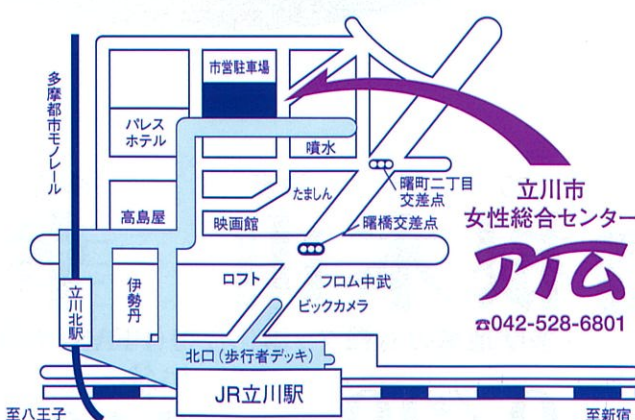 市営駐車場
多摩都市モノレール
パレス
ホテル
噴水
曙町二丁目
交差点
立川市
女性総合センター
アイム
☎042-528-6801
たましん
高島屋
映画館
曙橋交差点
ロフト
フロム中武
ビックカメラ
伊勢丹
立川北駅
北口(歩行者デッキ)
JR立川駅
至八王子
至新宿